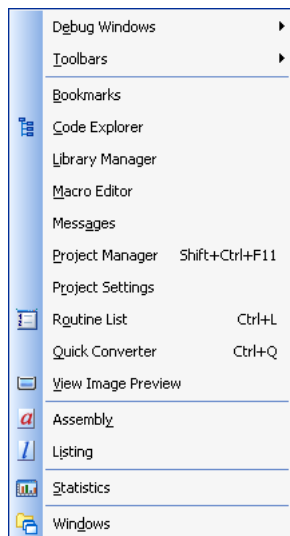 Debug Windows
Toolbars
Bookmarks
Code Explorer
Library Manager
Macro Editor
Messages
Project Manager Shift+Ctrl+F11
Project Settings
Routine List Ctrl+L
Quick Converter Ctrl+Q
View Image Preview
a Assembly
l Listing
Statistics
Windows